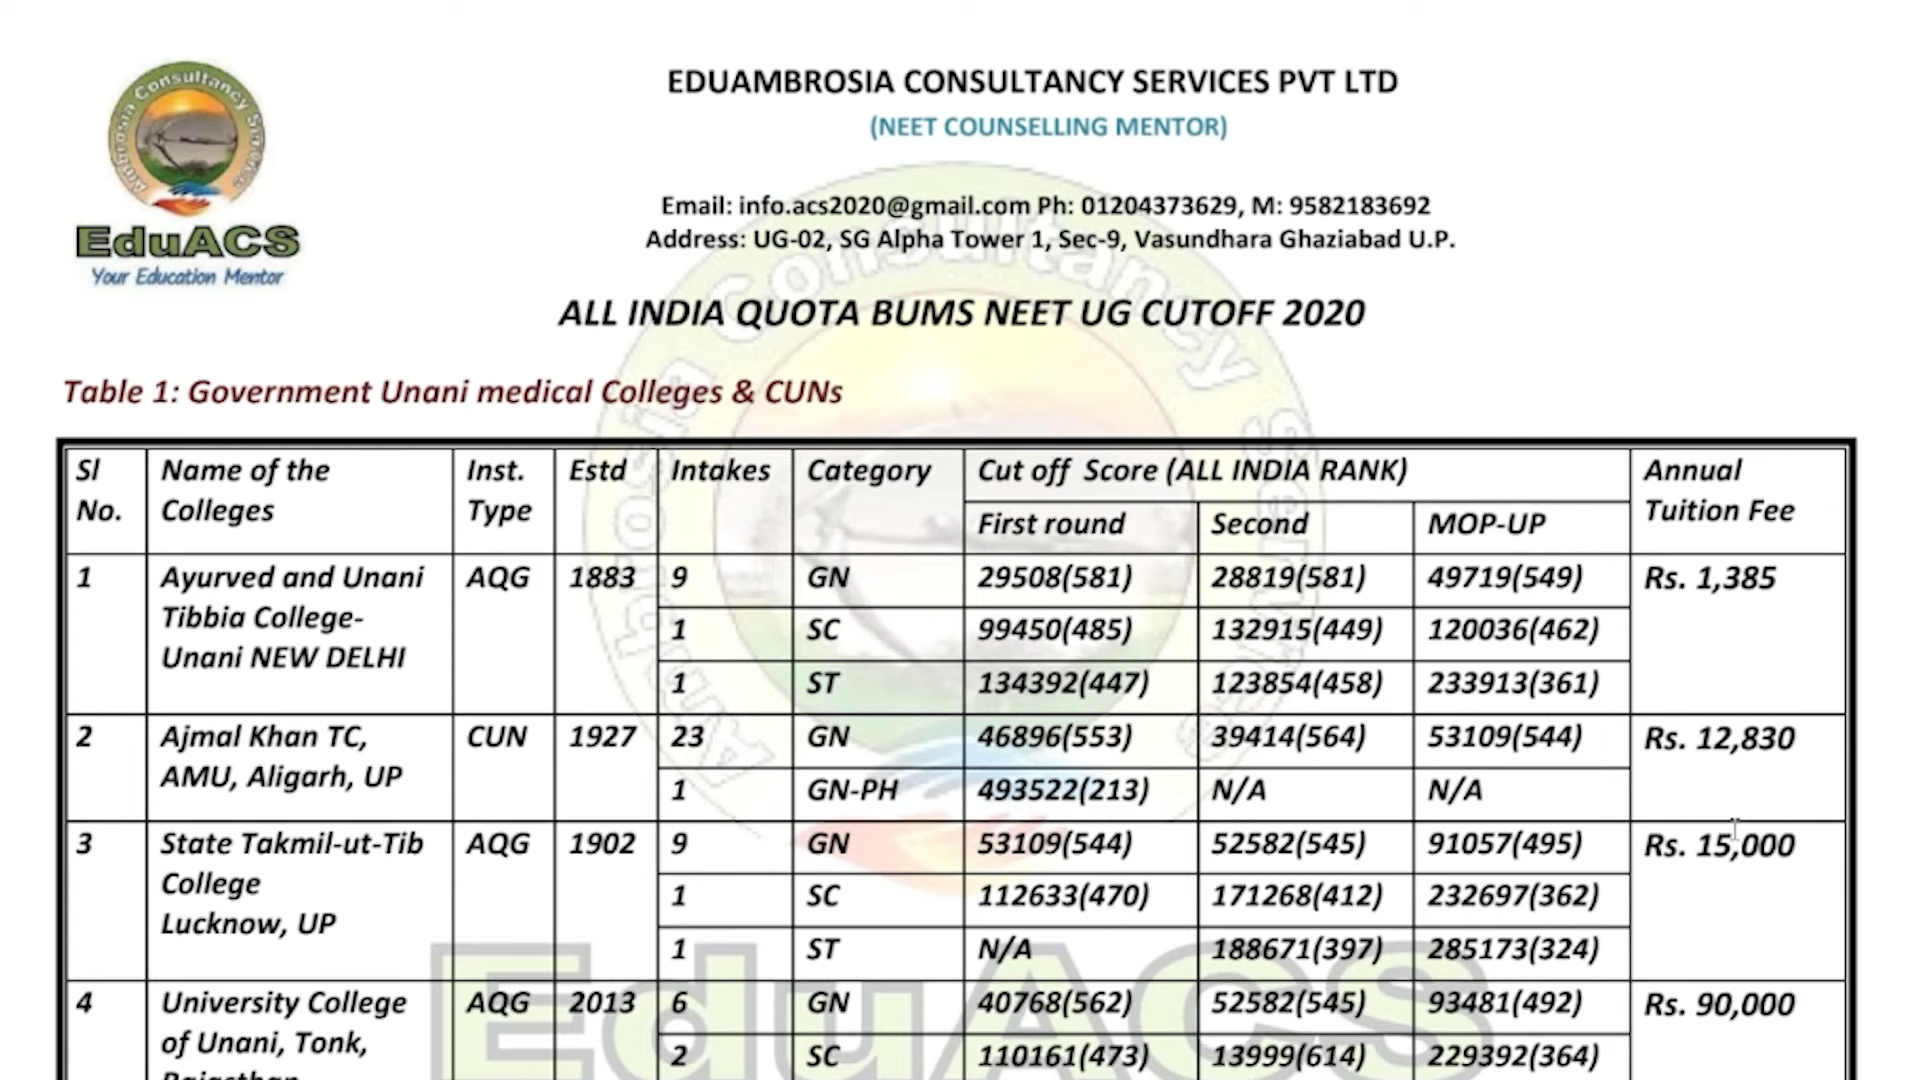 Ambrosia Consultancy Services
EduACS
Your Education Mentor
EDUAMBROSIA CONSULTANCY SERVICES PVT LTD
(NEET COUNSELLING MENTOR)
Email: info.acs2020@gmail.com Ph: 01204373629, M: 9582183692
Address: UG-02, SG Alpha Tower 1, Sec-9, Vasundhara Ghaziabad U.P.
ALL INDIA QUOTA BUMS NEET UG CUTOFF 2020
Table 1: Government Unani medical Colleges & CUNs
Sl No. Name of the Colleges Inst. Type Estd Intakes Category Cut off Score (ALL INDIA RANK) Annual Tuition Fee
First round Second MOP-UP
1 Ayurved and Unani AQG 1883 9 GN 29508(581) 28819(581) 49719(549) Rs. 1,385
Tibbia College- 1 SC 99450(485) 132915(449) 120036(462)
Unani NEW DELHI 1 ST 134392(447) 123854(458) 233913(361)
2 Ajmal Khan TC, CUN 1927 23 GN 46896(553) 39414(564) 53109(544) Rs. 12,830
AMU, Aligarh, UP 1 GN-PH 493522(213) N/A N/A
3 State Takmil-ut-Tib AQG 1902 9 GN 53109(544) 52582(545) 91057(495) Rs. 15,000
College 1 SC 112633(470) 171268(412) 232697(362)
Lucknow, UP 1 ST N/A 188671(397) 285173(324)
4 University College AQG 2013 6 GN 40768(562) 52582(545) 93481(492) Rs. 90,000
of Unani, Tonk, 2 SC 110161(473) 13999(614) 229392(364)
Rajasthan
Ambrosia Consultancy Services
EduACS